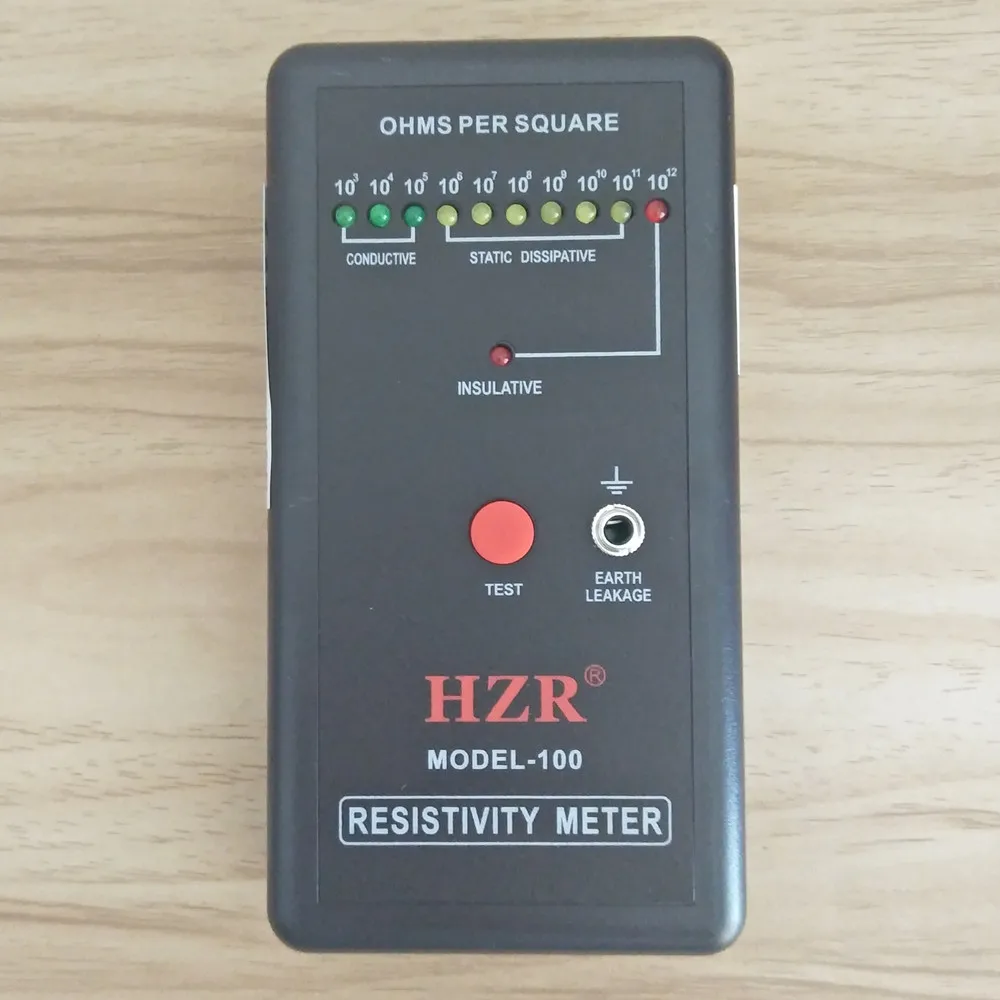 OHMS PER SQUARE
10³ 10⁴ 10⁵ 10⁶ 10⁷ 10⁸ 10⁹ 10¹⁰ 10¹¹ 10¹²
CONDUCTIVE STATIC DISSIPATIVE
INSULATIVE
TEST
EARTH
LEAKAGE
HZR®
MODEL-100
RESISTIVITY METER